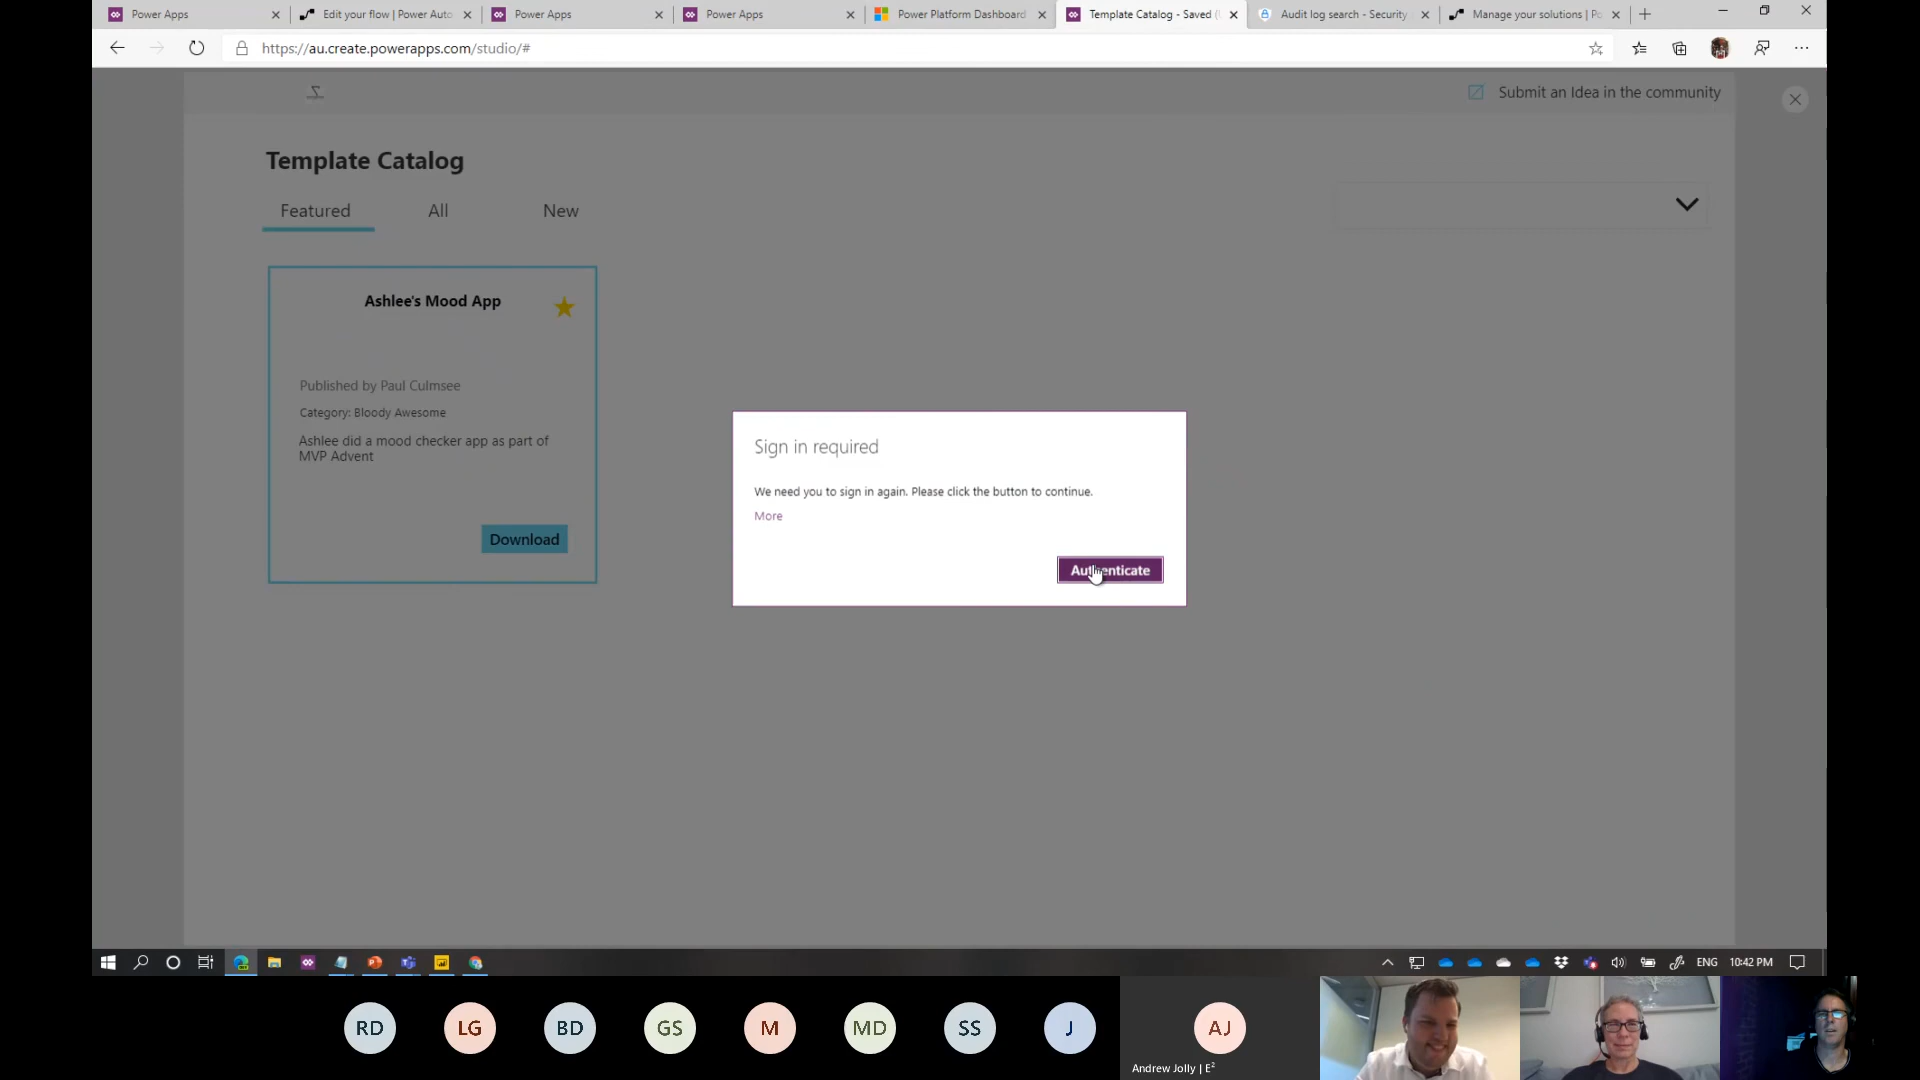 Power Apps
Edit your flow | Power Auto
Power Apps
Power Apps
Power Platform Dashboard
Template Catalog - Saved (
Audit log search - Security
Manage your solutions | Po
https://au.create.powerapps.com/studio/#
Submit an Idea in the community
Template Catalog
Featured
All
New
Ashlee's Mood App
Published by Paul Culmsee
Category: Bloody Awesome
Ashlee did a mood checker app as part of
MVP Advent
Download
Sign in required
We need you to sign in again. Please click the button to continue.
More
Authenticate
ENG
10:42 PM
RD
LG
BD
GS
M
MD
SS
J
AJ
Andrew Jolly | E²